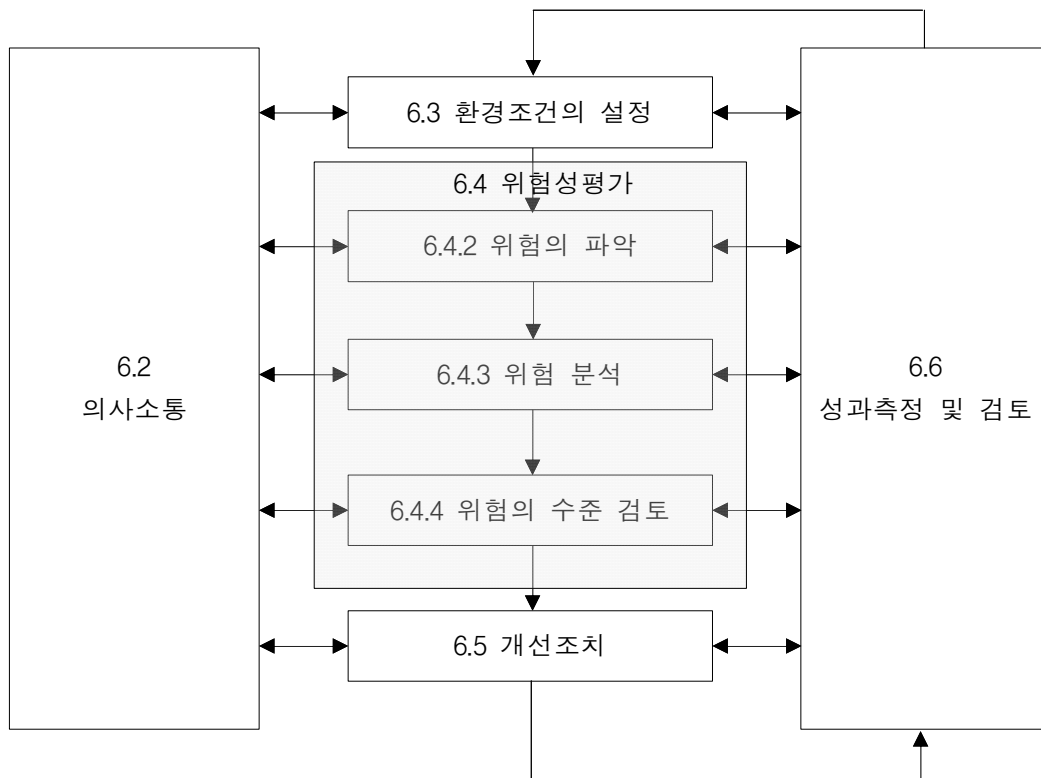 6.3 환경조건의 설정
6.4 위험성평가
6.4.2 위험의 파악
6.2
의사소통
6.4.3 위험 분석
6.6
성과측정 및 검토
6.4.4 위험의 수준 검토
6.5 개선조치